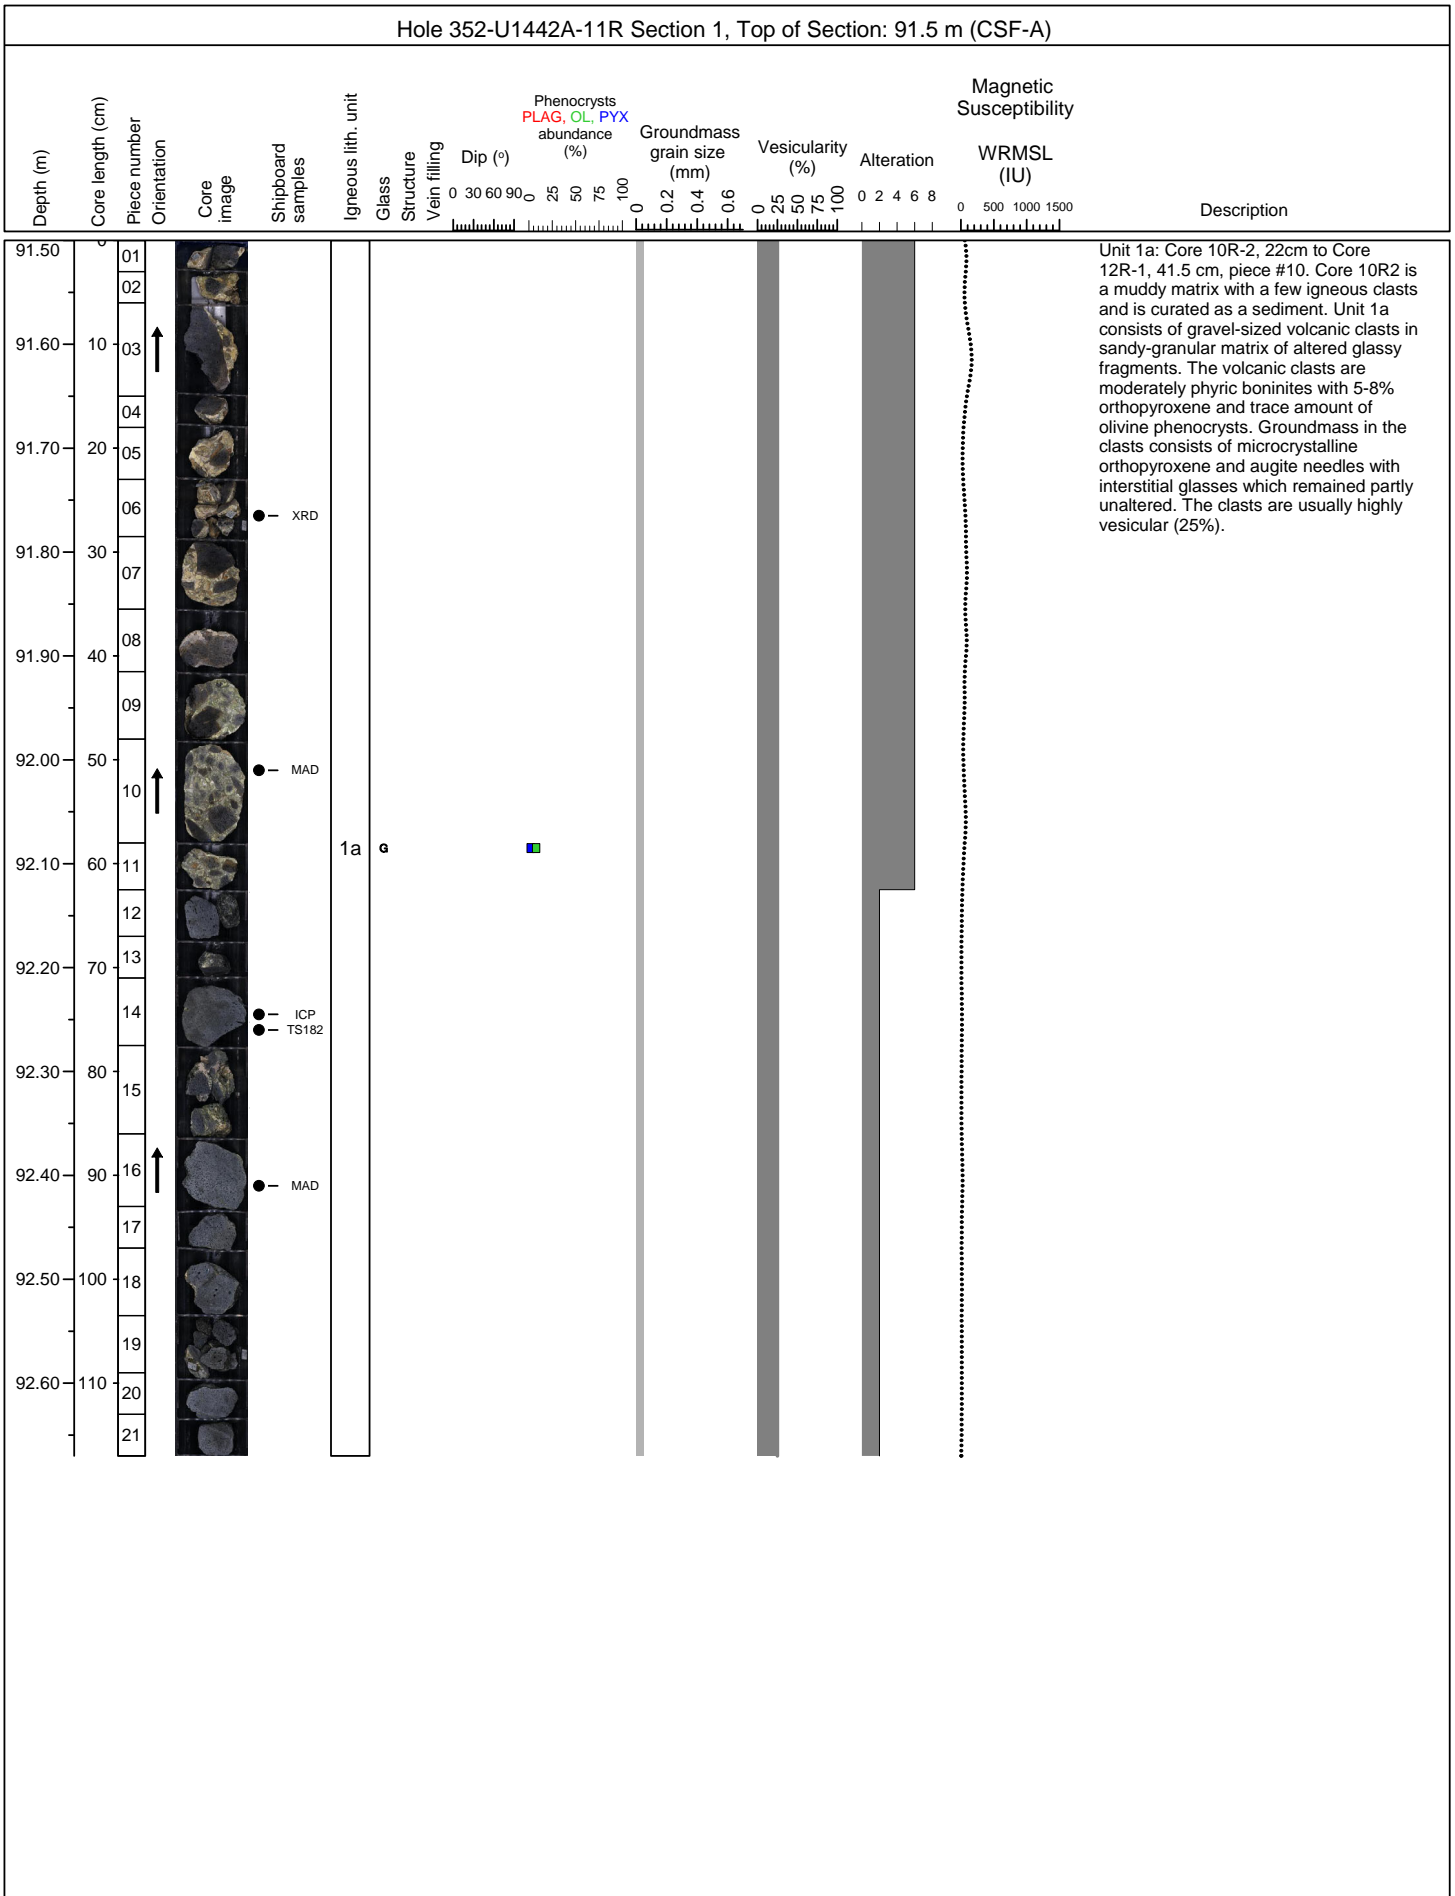 Hole 352-U1442A-11R Section 1, Top of Section: 91.5 m (CSF-A)
Depth (m)
Core length (cm)
Piece number
Orientation
Core
image
Shipboard
samples
Igneous lith. unit
Glass
Structure
Vein filling
Dip (°)
0 30 60 90
Phenocrysts
PLAG, OL, PYX
abundance
(%)
0 25 50 75 100
Groundmass
grain size
(mm)
0 0.2 0.4 0.6
Vesicularity
(%)
0 25 50 75 100
Alteration
0 2 4 6 8
Magnetic
Susceptibility
WRMSL
(IU)
0 500 1000 1500
Description
91.50 0 01
02
91.60 10 03
04
91.70 20 05
06 XRD
91.80 30 07
08
91.90 40
09
92.00 50 MAD
10
1a G
92.10 60 11
12
92.20 70 13
14 ICP
TS182
92.30 80 15
92.40 90 16 MAD
17
92.50 100 18
19
92.60 110 20
21
Unit 1a: Core 10R-2, 22cm to Core
12R-1, 41.5 cm, piece #10. Core 10R2 is
a muddy matrix with a few igneous clasts
and is curated as a sediment. Unit 1a
consists of gravel-sized volcanic clasts in
sandy-granular matrix of altered glassy
fragments. The volcanic clasts are
moderately phyric boninites with 5-8%
orthopyroxene and trace amount of
olivine phenocrysts. Groundmass in the
clasts consists of microcrystalline
orthopyroxene and augite needles with
interstitial glasses which remained partly
unaltered. The clasts are usually highly
vesicular (25%).